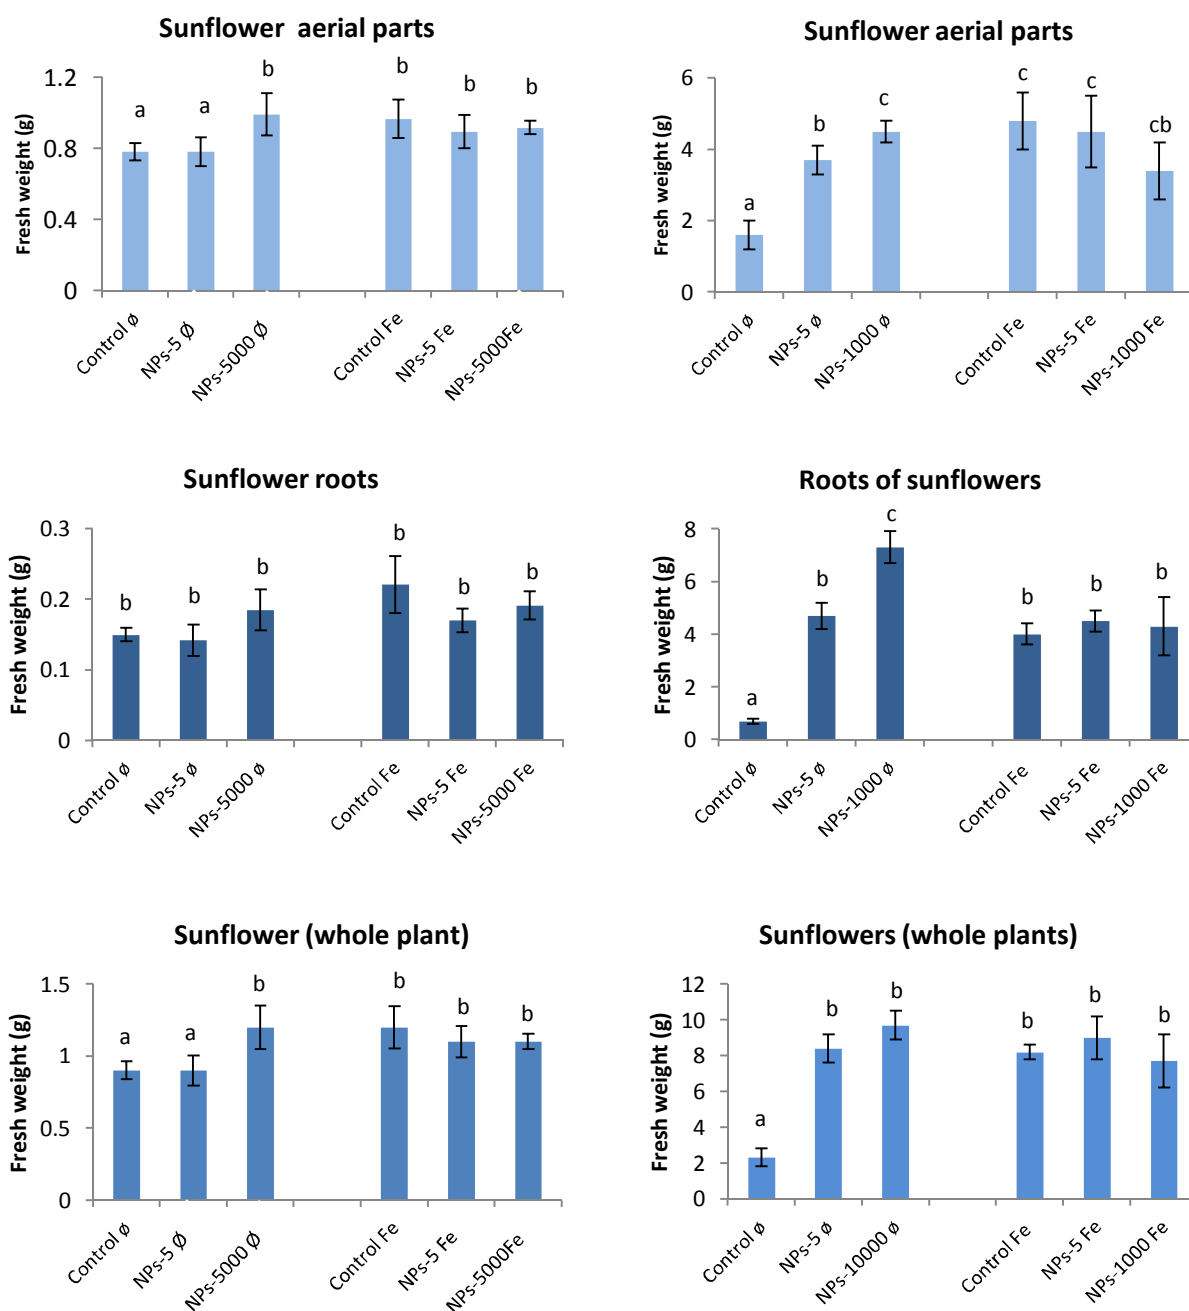 Sunflower aerial parts
Fresh weight (g)
1.2
0.8
0.4
0
a
a
b
b
b
b
Control ø
NPs-5 Ø
NPs-5000 Ø
Control Fe
NPs-5 Fe
NPs-5000Fe
Sunflower aerial parts
Fresh weight (g)
6
4
2
0
a
b
c
c
c
cb
Control ø
NPs-5 ø
NPs-1000 ø
Control Fe
NPs-5 Fe
NPs-1000 Fe
Sunflower roots
Fresh weight (g)
0.3
0.2
0.1
0
b
b
b
b
b
b
Control ø
NPs-5 ø
NPs-5000 ø
Control Fe
NPs-5 Fe
NPs-5000 Fe
Roots of sunflowers
Fresh weight (g)
8
6
4
2
0
a
b
c
b
b
b
Control ø
NPs-5 ø
NPs-1000 ø
Control Fe
NPs-5 Fe
NPs-1000 Fe
Sunflower (whole plant)
Fresh weight (g)
1.5
1
0.5
0
a
a
b
b
b
b
Control ø
NPs-5 Ø
NPs-5000 Ø
Control Fe
NPs-5 Fe
NPs-5000Fe
Sunflowers (whole plants)
Fresh weight (g)
12
10
8
6
4
2
0
a
b
b
b
b
b
Control ø
NPs-5 ø
NPs-10000 ø
Control Fe
NPs-5 Fe
NPs-1000 Fe